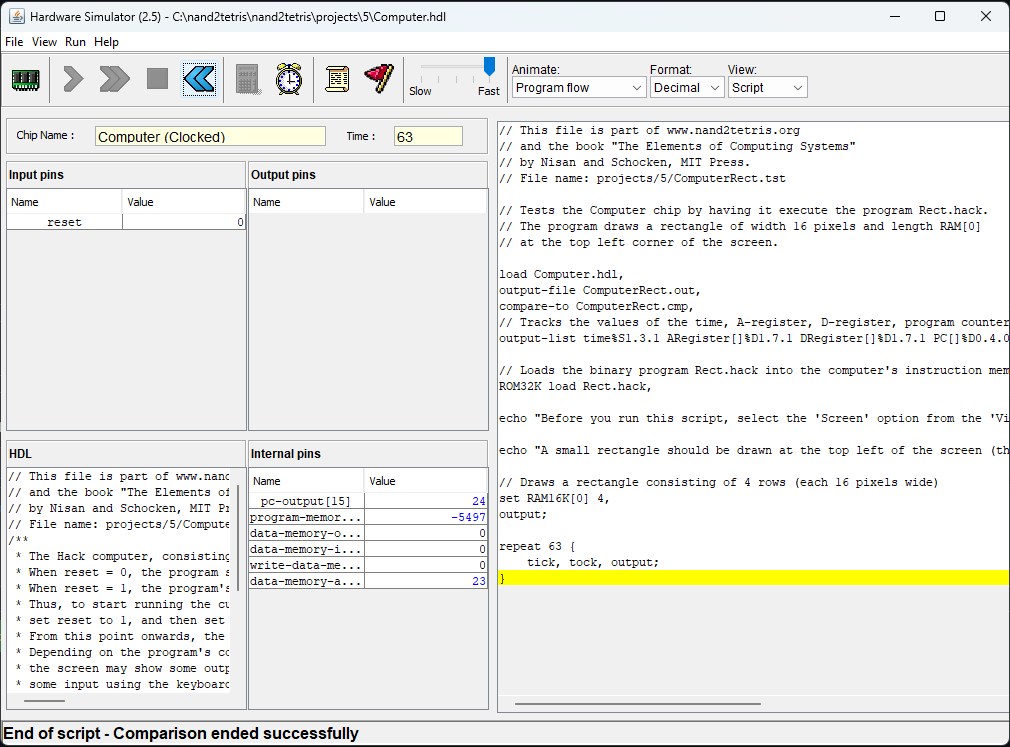 Hardware Simulator (2.5) - C:\nand2tetris\nand2tetris\projects\5\Computer.hdl
File View Run Help
Slow Fast
Animate: Format: View:
Program flow Decimal Script
Chip Name : Computer (Clocked) Time : 63
Input pins
Name Value
reset 0
Output pins
Name Value
HDL
// This file is part of www.nand
// and the book "The Elements of
// by Nisan and Schocken, MIT Pr
// File name: projects/5/Compute
/**
* The Hack computer, consisting
* When reset = 0, the program s
* When reset = 1, the program's
* Thus, to start running the cu
* set reset to 1, and then set
* From this point onwards, the
* Depending on the program's co
* the screen may show some outp
* some input using the keyboard
Internal pins
Name Value
pc-output[15] 24
program-memor... -5497
data-memory-o... 0
data-memory-i... 0
write-data-me... 0
data-memory-a... 23
// This file is part of www.nand2tetris.org
// and the book "The Elements of Computing Systems"
// by Nisan and Schocken, MIT Press.
// File name: projects/5/ComputerRect.tst
// Tests the Computer chip by having it execute the program Rect.hack.
// The program draws a rectangle of width 16 pixels and length RAM[0]
// at the top left corner of the screen.
load Computer.hdl,
output-file ComputerRect.out,
compare-to ComputerRect.cmp,
// Tracks the values of the time, A-register, D-register, program counter
output-list time%S1.3.1 ARegister[]%D1.7.1 DRegister[]%D1.7.1 PC[]%D0.4.0
// Loads the binary program Rect.hack into the computer's instruction mem
ROM32K load Rect.hack,
echo "Before you run this script, select the 'Screen' option from the 'Vi
echo "A small rectangle should be drawn at the top left of the screen (th
// Draws a rectangle consisting of 4 rows (each 16 pixels wide)
set RAM16K[0] 4,
output;
repeat 63 {
tick, tock, output;
}
End of script - Comparison ended successfully